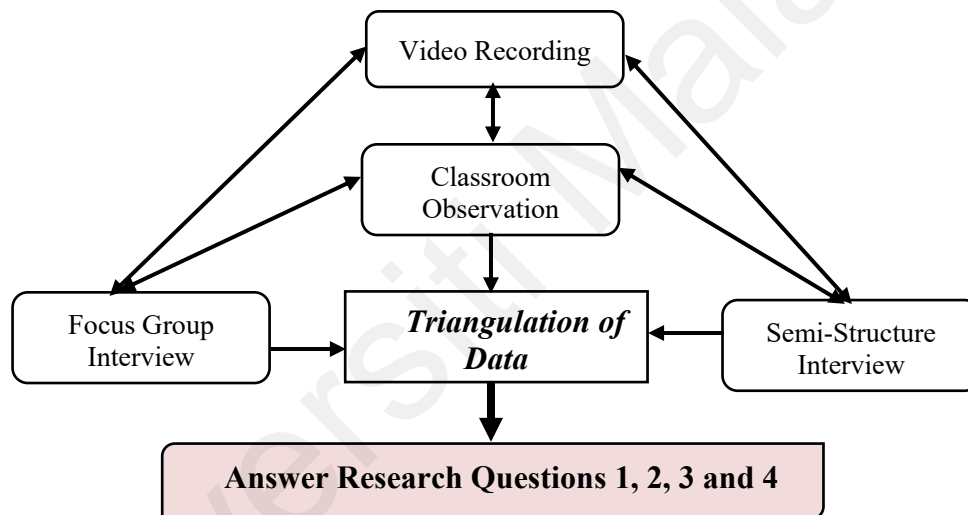 Video Recording
Classroom
Observation
Focus Group
Interview
Triangulation of
Data
Semi-Structure
Interview
Answer Research Questions 1, 2, 3 and 4